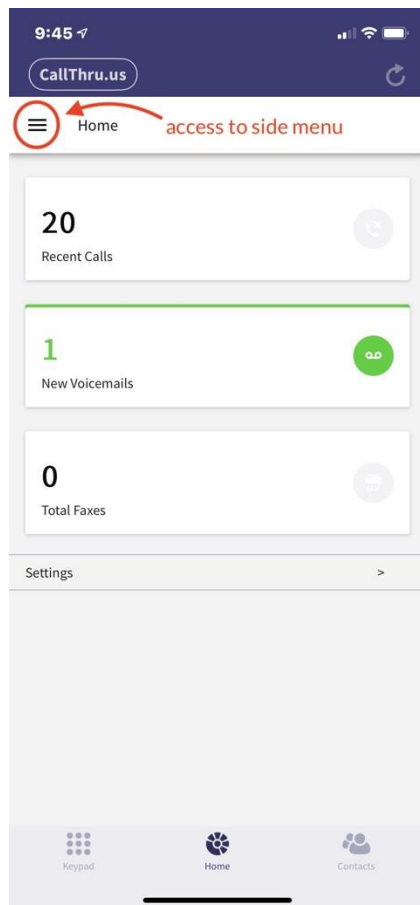 9:45
CallThru.us
Home
access to side menu
20
Recent Calls
1
New Voicemails
0
Total Faxes
Settings >
Keypad
Home
Contacts